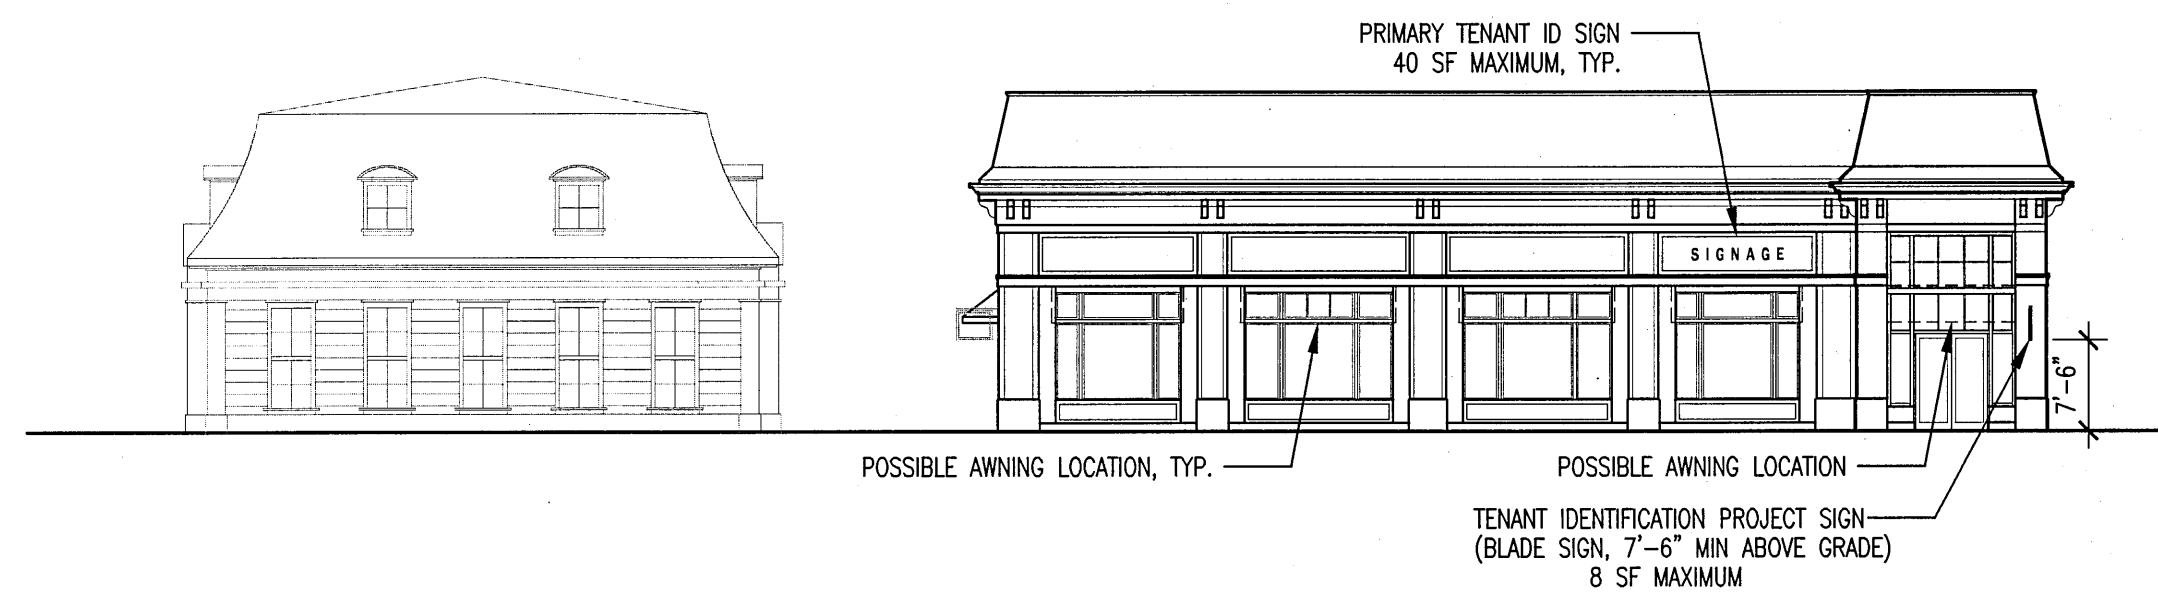 PRIMARY TENANT ID SIGN
40 SF MAXIMUM, TYP.
SIGNAGE
7'-6"
POSSIBLE AWNING LOCATION, TYP.
POSSIBLE AWNING LOCATION
TENANT IDENTIFICATION PROJECT SIGN
(BLADE SIGN, 7'-6" MIN ABOVE GRADE)
8 SF MAXIMUM